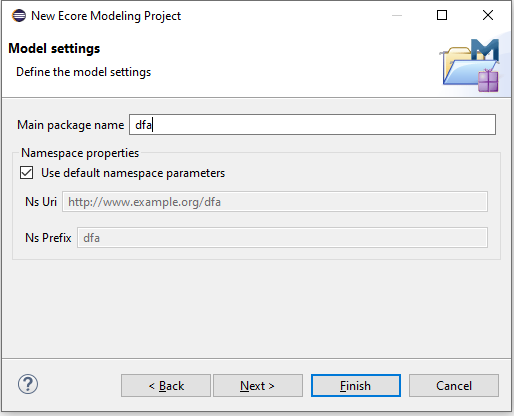 New Ecore Modeling Project
Model settings
Define the model settings
Main package name dfa
Namespace properties
Use default namespace parameters
Ns Uri http://www.example.org/dfa
Ns Prefix dfa
? < Back Next > Finish Cancel